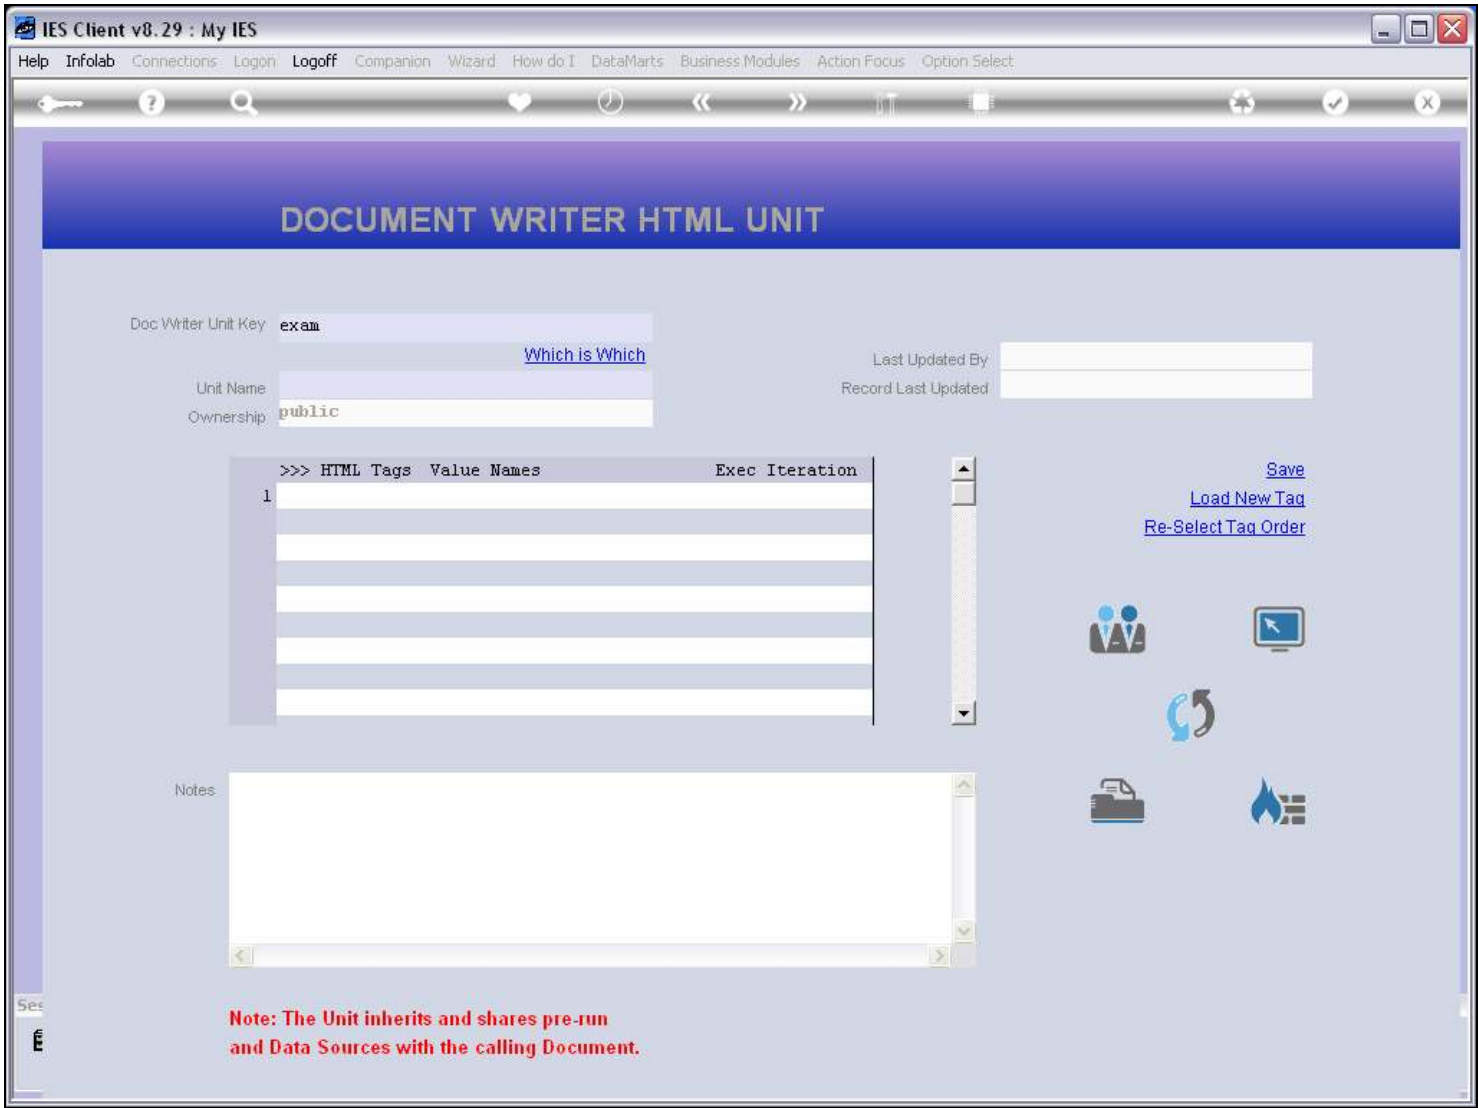 IES Client v8.29 : My IES
Help Infolab Connections Logon Logoff Companion Wizard How do I DataMarts Business Modules Action Focus Option Select
DOCUMENT WRITER HTML UNIT
Doc Writer Unit Key exam
Which is Which
Last Updated By
Unit Name
Record Last Updated
Ownership public
>>> HTML Tags Value Names Exec Iteration
Save
1
Load New Tag
Re-Select Tag Order
Notes
Note: The Unit inherits and shares pre-run
and Data Sources with the calling Document.